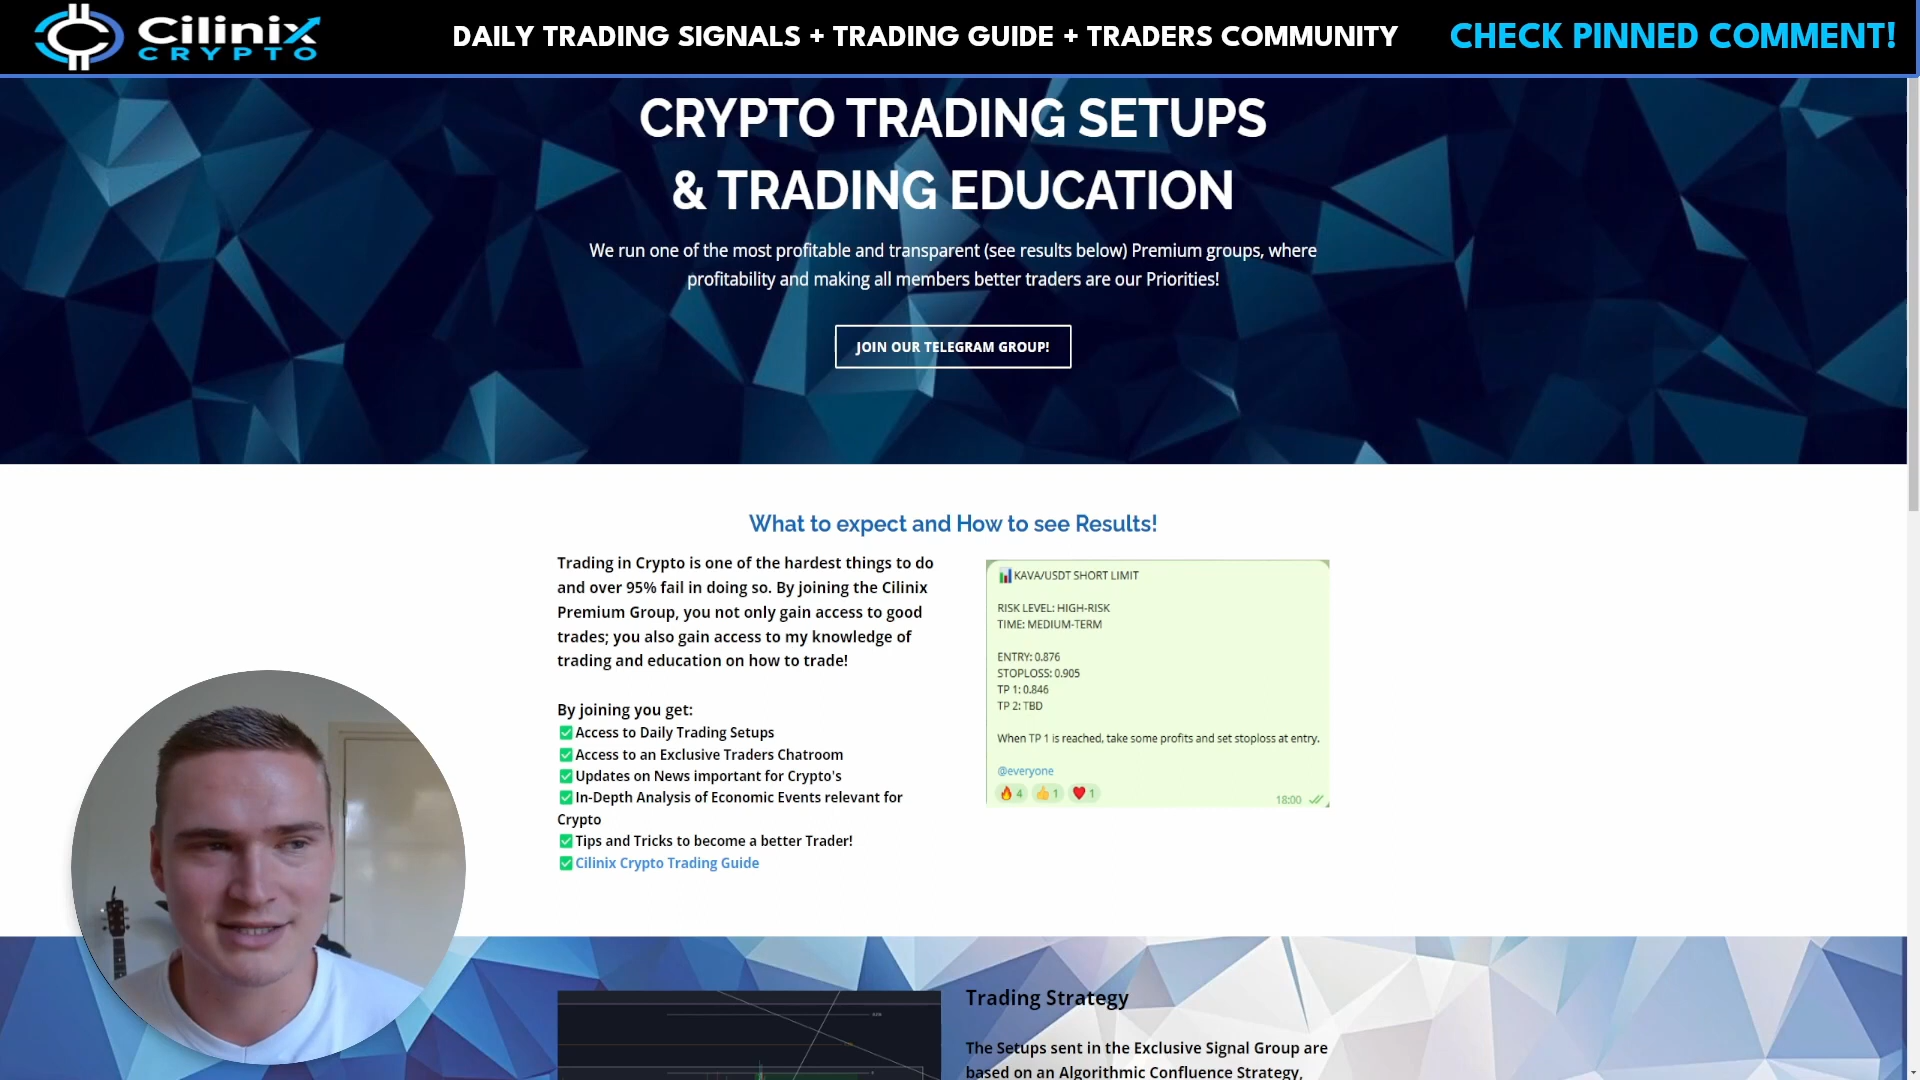 Cilinix
CRYPTO
DAILY TRADING SIGNALS + TRADING GUIDE + TRADERS COMMUNITY
CHECK PINNED COMMENT!
CRYPTO TRADING SETUPS
& TRADING EDUCATION
We run one of the most profitable and transparent (see results below) Premium groups, where
profitability and making all members better traders are our Priorities!
JOIN OUR TELEGRAM GROUP!
What to expect and How to see Results!
Trading in Crypto is one of the hardest things to do
and over 95% fail in doing so. By joining the Cilinix
Premium Group, you not only gain access to good
trades; you also gain access to my knowledge of
trading and education on how to trade!
By joining you get:
✅Access to Daily Trading Setups
✅Access to an Exclusive Traders Chatroom
✅Updates on News important for Crypto's
✅In-Depth Analysis of Economic Events relevant for
Crypto
✅Tips and Tricks to become a better Trader!
✅Cilinix Crypto Trading Guide
📊KAVA/USDT SHORT LIMIT
RISK LEVEL: HIGH-RISK
TIME: MEDIUM-TERM
ENTRY: 0.876
STOPLOSS: 0.905
TP 1: 0.846
TP 2: TBD
When TP 1 is reached, take some profits and set stoploss at entry.
@everyone
🔥 4 👍 1 ❤️ 1
18:00
Trading Strategy
The Setups sent in the Exclusive Signal Group are
based on an Algorithmic Confluence Strategy,